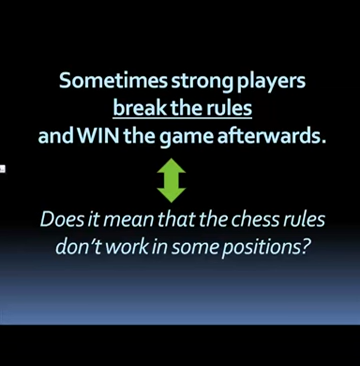 Sometimes strong players
break the rules
and WIN the game afterwards.
Does it mean that the chess rules
don't work in some positions?